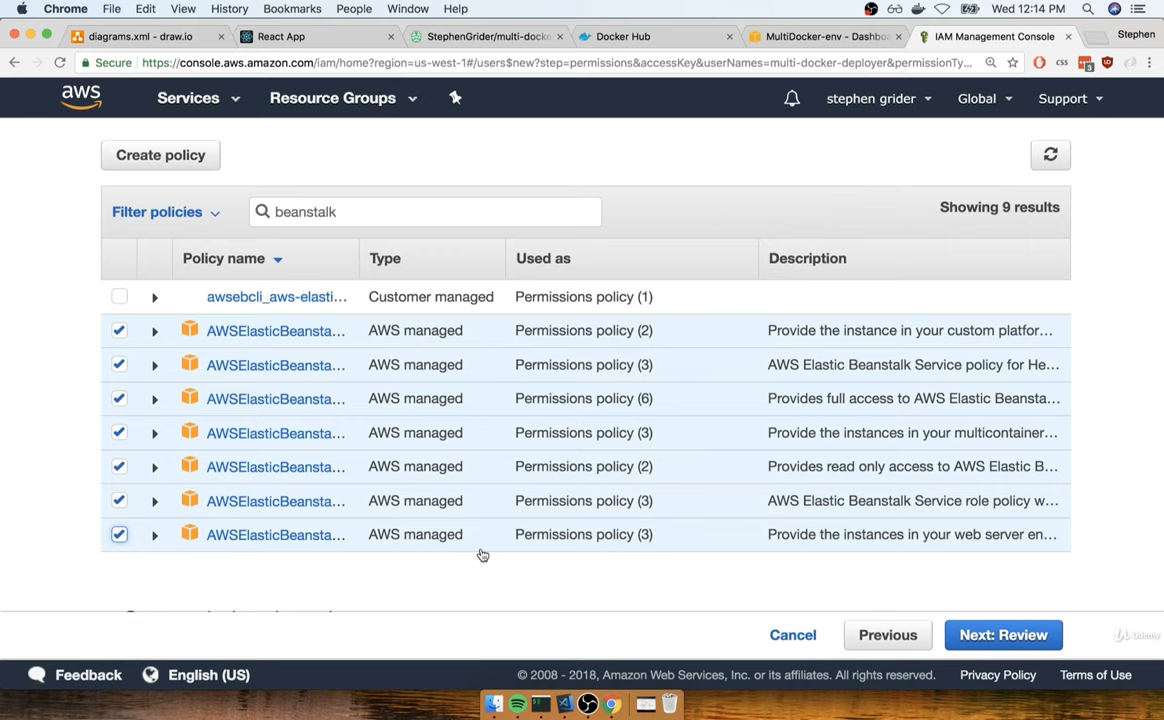 Chrome File Edit View History Bookmarks People Window Help Wed 12:14 PM
diagrams.xml - draw.io React App StephenGrider/multi-docke Docker Hub MultiDocker-env - Dashboa IAM Management Console Stephen
Secure https://console.aws.amazon.com/iam/home?region=us-west-1#/users$new?step=permissions&accessKey&userNames=multi-docker-deployer&permissionTy...
aws Services Resource Groups stephen grider Global Support
Create policy
Filter policies beanstalk Showing 9 results
Policy name Type Used as Description
awsebcli_aws-elasti... Customer managed Permissions policy (1)
AWSElasticBeansta... AWS managed Permissions policy (2) Provide the instance in your custom platfor...
AWSElasticBeansta... AWS managed Permissions policy (3) AWS Elastic Beanstalk Service policy for He...
AWSElasticBeansta... AWS managed Permissions policy (6) Provides full access to AWS Elastic Beansta...
AWSElasticBeansta... AWS managed Permissions policy (3) Provide the instances in your multicontainer...
AWSElasticBeansta... AWS managed Permissions policy (2) Provides read only access to AWS Elastic B...
AWSElasticBeansta... AWS managed Permissions policy (3) AWS Elastic Beanstalk Service role policy w...
AWSElasticBeansta... AWS managed Permissions policy (3) Provide the instances in your web server en...
Cancel Previous Next: Review
Udemy
Feedback English (US) © 2008 - 2018, Amazon Web Services, Inc. or its affiliates. All rights reserved. Privacy Policy Terms of Use